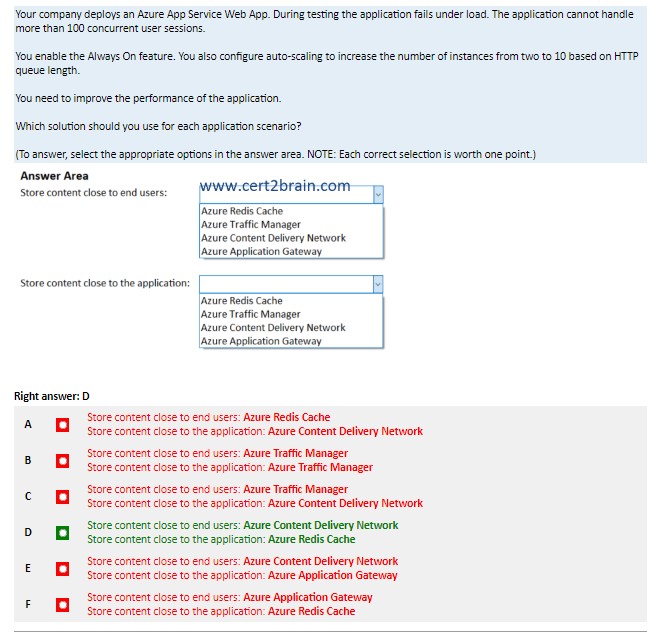 Your company deploys an Azure App Service Web App. During testing the application fails under load. The application cannot handle
more than 100 concurrent user sessions.
You enable the Always On feature. You also configure auto-scaling to increase the number of instances from two to 10 based on HTTP
queue length.
You need to improve the performance of the application.
Which solution should you use for each application scenario?
(To answer, select the appropriate options in the answer area. NOTE: Each correct selection is worth one point.)
Answer Area
www.cert2brain.com
Store content close to end users:
Azure Redis Cache
Azure Traffic Manager
Azure Content Delivery Network
Azure Application Gateway
Store content close to the application:
Azure Redis Cache
Azure Traffic Manager
Azure Content Delivery Network
Azure Application Gateway
Right answer: D
A
Store content close to end users: Azure Redis Cache
Store content close to the application: Azure Content Delivery Network
B
Store content close to end users: Azure Traffic Manager
Store content close to the application: Azure Traffic Manager
C
Store content close to end users: Azure Traffic Manager
Store content close to the application: Azure Content Delivery Network
D
Store content close to end users: Azure Content Delivery Network
Store content close to the application: Azure Redis Cache
E
Store content close to end users: Azure Content Delivery Network
Store content close to the application: Azure Application Gateway
F
Store content close to end users: Azure Application Gateway
Store content close to the application: Azure Redis Cache